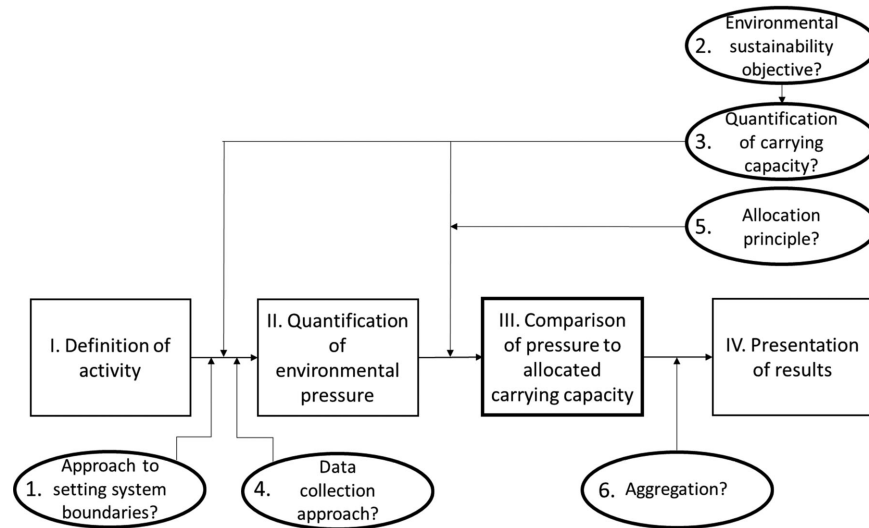 2. Environmental
sustainability
objective?
3. Quantification
of carrying
capacity?
5. Allocation
principle?
I. Definition of
activity
II. Quantification
of
environmental
pressure
III. Comparison
of pressure to
allocated
carrying capacity
IV. Presentation
of results
1. Approach to
setting system
boundaries?
4. Data
collection
approach?
6. Aggregation?